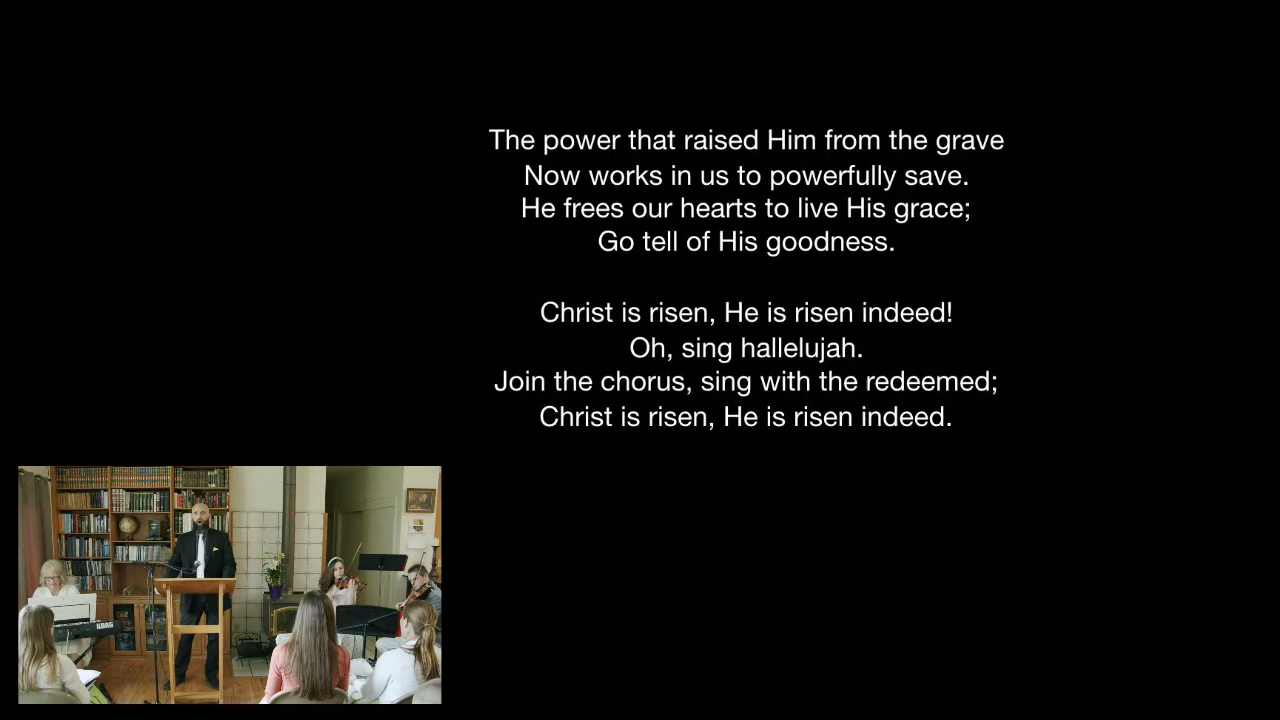 The power that raised Him from the grave
Now works in us to powerfully save.
He frees our hearts to live His grace;
Go tell of His goodness.
Christ is risen, He is risen indeed!
Oh, sing hallelujah.
Join the chorus, sing with the redeemed;
Christ is risen, He is risen indeed.
KORG